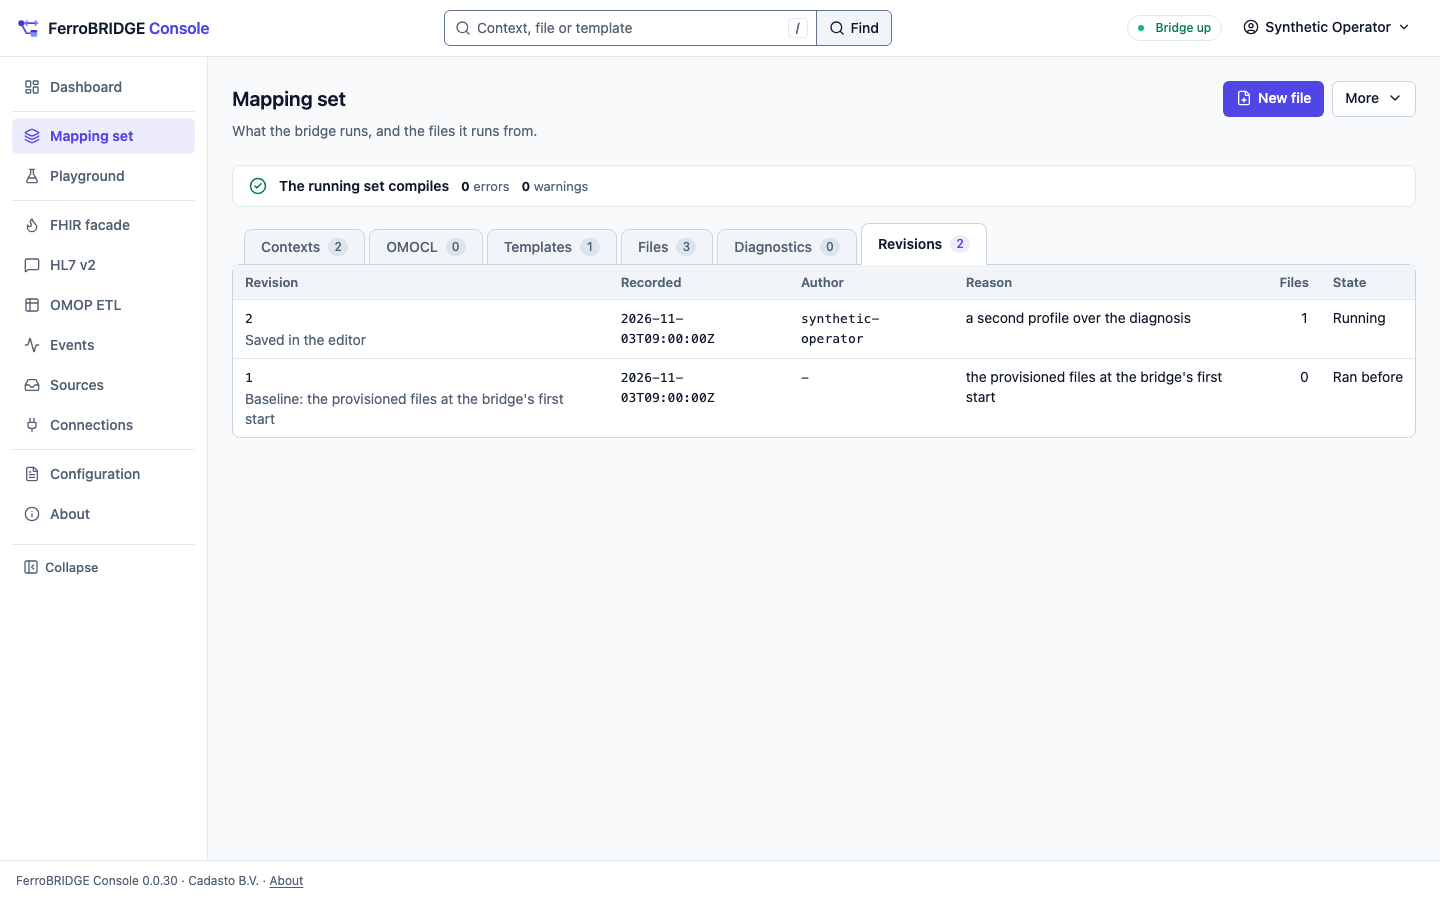 FerroBRIDGE Console
Context, file or template
/
Find
Bridge up
Synthetic Operator
Dashboard
Mapping set
Playground
FHIR facade
HL7 v2
OMOP ETL
Events
Sources
Connections
Configuration
About
Collapse
Mapping set
New file
More
What the bridge runs, and the files it runs from.
The running set compiles 0 errors 0 warnings
Contexts 2 OMOCL 0 Templates 1 Files 3 Diagnostics 0 Revisions 2
Revision Recorded Author Reason Files State
2
Saved in the editor
2026-11-
03T09:00:00Z
synthetic-
operator
a second profile over the diagnosis
1
Running
1
Baseline: the provisioned files at the bridge's first
start
2026-11-
03T09:00:00Z
–
the provisioned files at the bridge's first
start
0
Ran before
FerroBRIDGE Console 0.0.30 · Cadasto B.V. · About